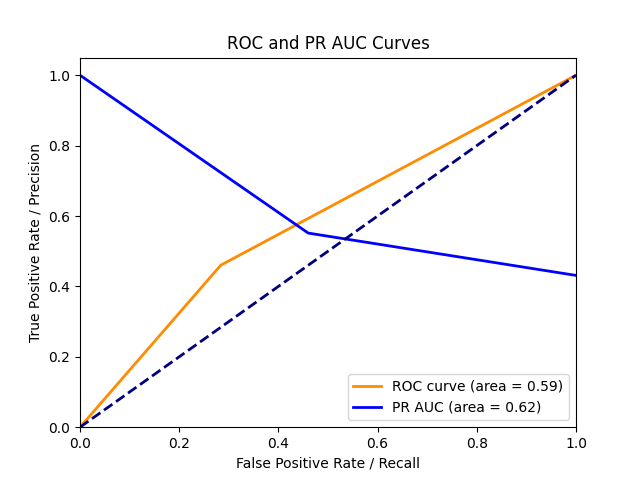 ROC and PR AUC Curves
True Positive Rate / Precision
1.0
0.8
0.6
0.4
0.2
0.0
ROC curve (area = 0.59)
PR AUC (area = 0.62)
0.0
0.2
0.4
0.6
0.8
1.0
False Positive Rate / Recall